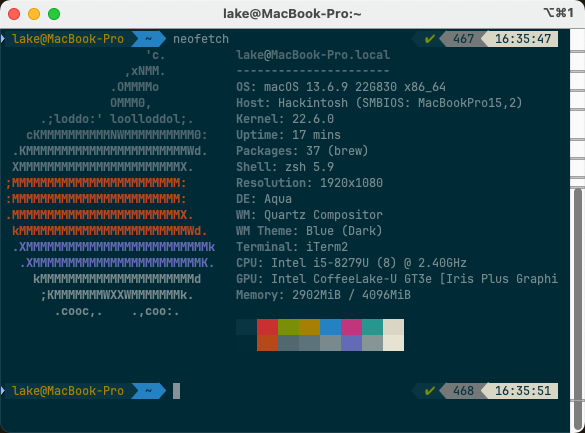 lake@MacBook-Pro:~
⌥⌘1
lake@MacBook-Pro ~ neofetch ✔ 467 16:35:47
'c. lake@MacBook-Pro.local
,xNMM. ----------------------
.OMMMMo OS: macOS 13.6.9 22G830 x86_64
OMMM0, Host: Hackintosh (SMBIOS: MacBookPro15,2)
.;loddo:' loolloddol;. Kernel: 22.6.0
cKMMMMMMMMMMNWMMMMMMMMMM0: Uptime: 17 mins
.KMMMMMMMMMMMMMMMMMMMMMMMWd. Packages: 37 (brew)
XMMMMMMMMMMMMMMMMMMMMMMMX. Shell: zsh 5.9
;MMMMMMMMMMMMMMMMMMMMMMMM: Resolution: 1920x1080
:MMMMMMMMMMMMMMMMMMMMMMMM: DE: Aqua
.MMMMMMMMMMMMMMMMMMMMMMMMX. WM: Quartz Compositor
kMMMMMMMMMMMMMMMMMMMMMMMMWd. WM Theme: Blue (Dark)
.XMMMMMMMMMMMMMMMMMMMMMMMMMMk Terminal: iTerm2
.XMMMMMMMMMMMMMMMMMMMMMMMMK. CPU: Intel i5-8279U (8) @ 2.40GHz
kMMMMMMMMMMMMMMMMMMMMMMd GPU: Intel CoffeeLake-U GT3e [Iris Plus Graphi
;KMMMMMMMWXXWMMMMMMMk. Memory: 2902MiB / 4096MiB
.cooc,. .,coo:.
lake@MacBook-Pro ~ ✔ 468 16:35:51